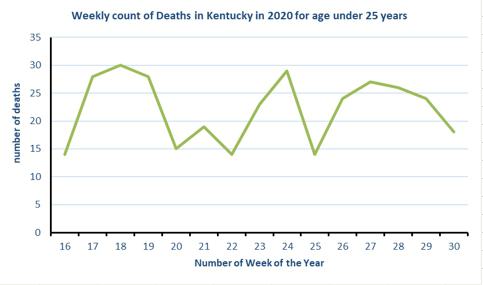 Weekly count of Deaths in Kentucky in 2020 for age under 25 years
number of deaths
35
30
25
20
15
10
5
0
16 17 18 19 20 21 22 23 24 25 26 27 28 29 30
Number of Week of the Year